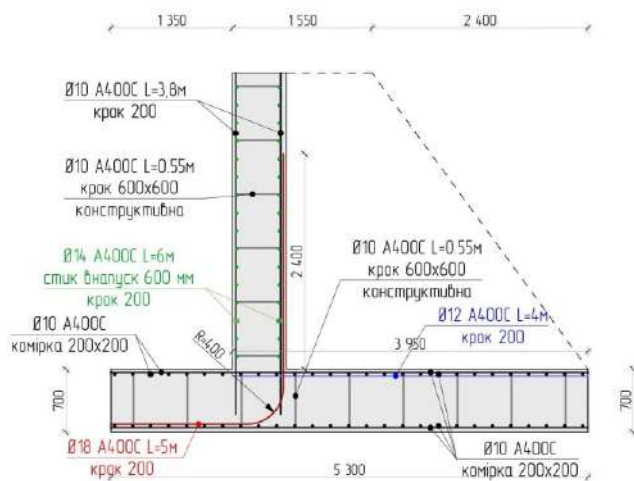 1 350
1 550
2 400
Ø10 А400С L=3,8м
крок 200
Ø10 А400С L=0.55м
крок 600х600
конструктивна
Ø14 А400С L=6м
стик внапуск 600 мм
крок 200
2 400
Ø10 А400С L=0.55м
крок 600х600
конструктивна
Ø10 А400С
комірка 200х200
R=400
Ø12 А400С L=4м
3 950
крок 200
700
700
Ø18 А400С L=5м
крок 200
Ø10 А400С
комірка 200х200
5 300